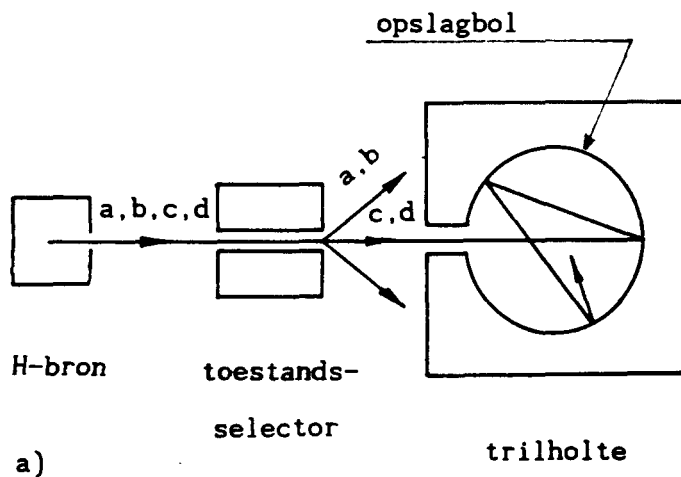 opslagbol
a,b
a,b,c,d
c,d
H-bron
toestands-
selector
trilholte
a)